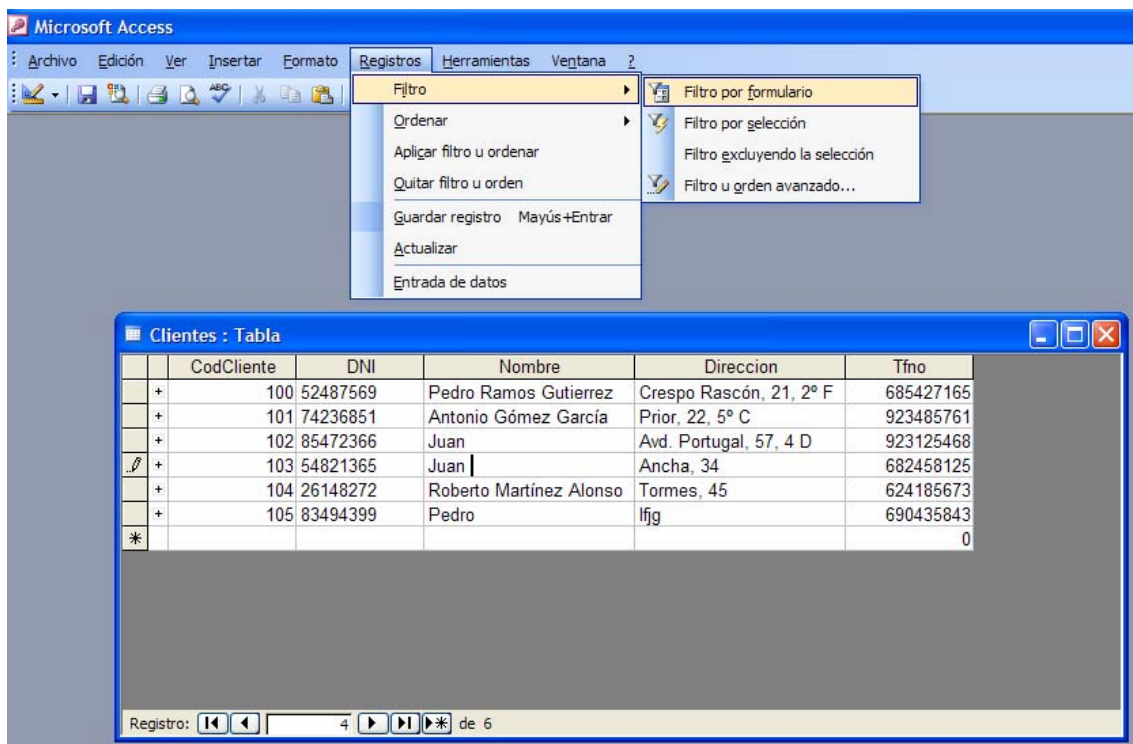 Microsoft Access
Archivo Edición Ver Insertar Formato Registros Herramientas Ventana ?
ABC
Filtro
Ordenar
Aplicar filtro u ordenar
Quitar filtro u orden
Guardar registro Mayús+Entrar
Actualizar
Entrada de datos
Filtro por formulario
Filtro por selección
Filtro excluyendo la selección
Filtro u orden avanzado...
Clientes : Tabla
CodCliente DNI Nombre Direccion Tfno
+ 100 52487569 Pedro Ramos Gutierrez Crespo Rascón, 21, 2º F 685427165
+ 101 74236851 Antonio Gómez García Prior, 22, 5º C 923485761
+ 102 85472366 Juan Avd. Portugal, 57, 4 D 923125468
+ 103 54821365 Juan Ancha, 34 682458125
+ 104 26148272 Roberto Martínez Alonso Tormes, 45 624185673
+ 105 83494399 Pedro lfjg 690435843
0
Registro: 4 de 6